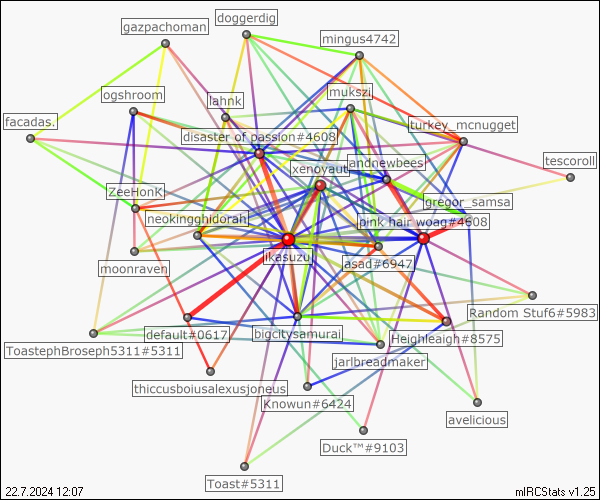 doggerdig
gazpachoman
mingus4742
mukszi
ogshroom
lahnk
facadas.
turkey_mcnugget
disaster of passion#4608
andnewbees
tescoroll
xenoyaut
ZeeHonK
gregor_samsa
neokingghidorah
pink hair woag#4608
ikasuzu
asad#6947
moonraven
Random Stuf6#5983
default#0617
bigcitysamurai
Heighleaigh#8575
ToastephBroseph5311#5311
jarlbreadmaker
thiccusboiusalexusjoneus
Knowun#6424
avelicious
Duck™#9103
Toast#5311
22.7.2024 12:07
mIRCStats v1.25